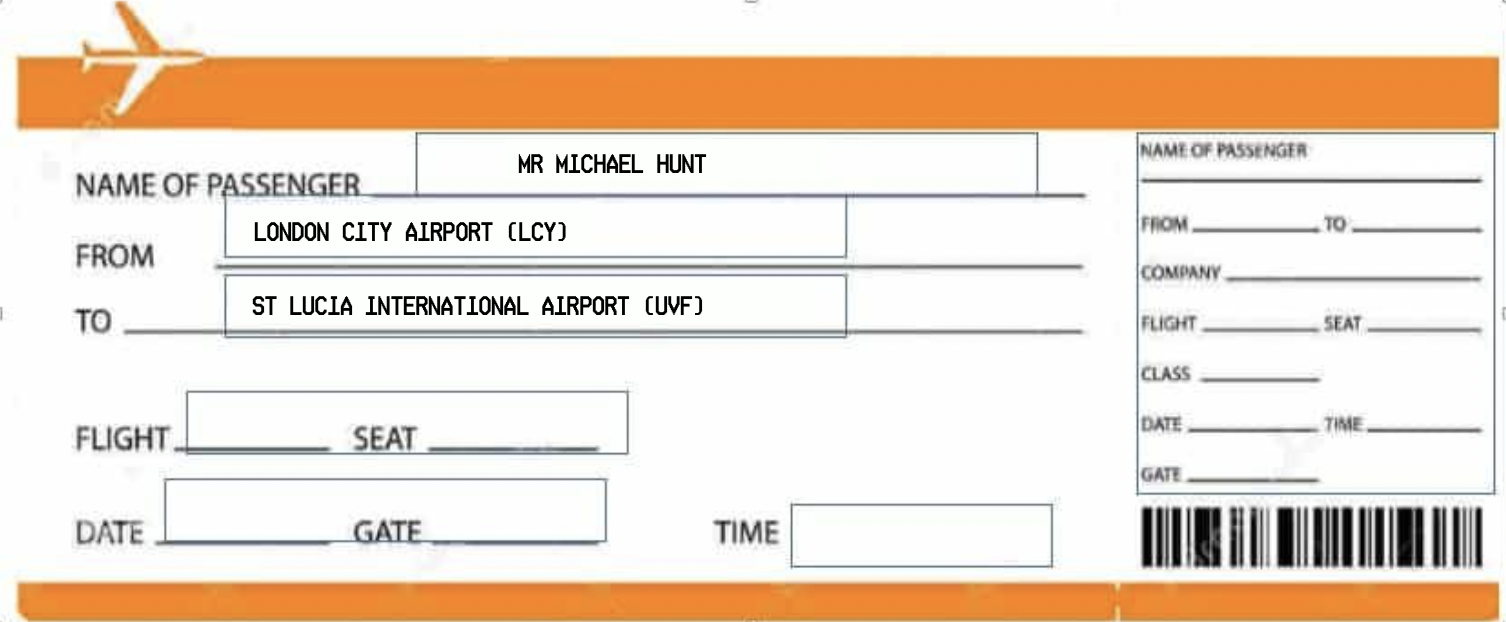 MR MICHAEL HUNT
NAME OF PASSENGER
LONDON CITY AIRPORT (LCY)
FROM
ST LUCIA INTERNATIONAL AIRPORT (UVF)
TO
FLIGHT SEAT
DATE GATE TIME
NAME OF PASSENGER
FROM TO
COMPANY
FLIGHT SEAT
CLASS
DATE TIME
GATE